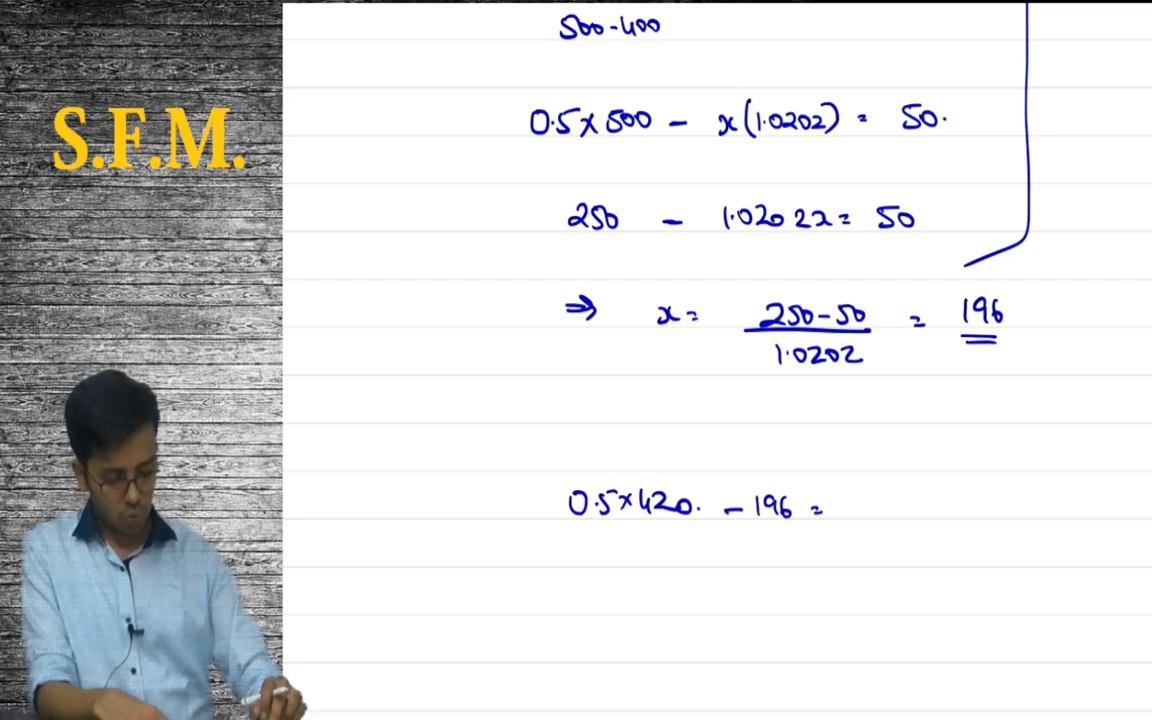 S.F.M.
500-400
0.5x500 - x(1.0202) = 50.
250 - 1.0202x = 50
⇒ x = 250-50 = 196
1.0202
0.5x420. - 196 =